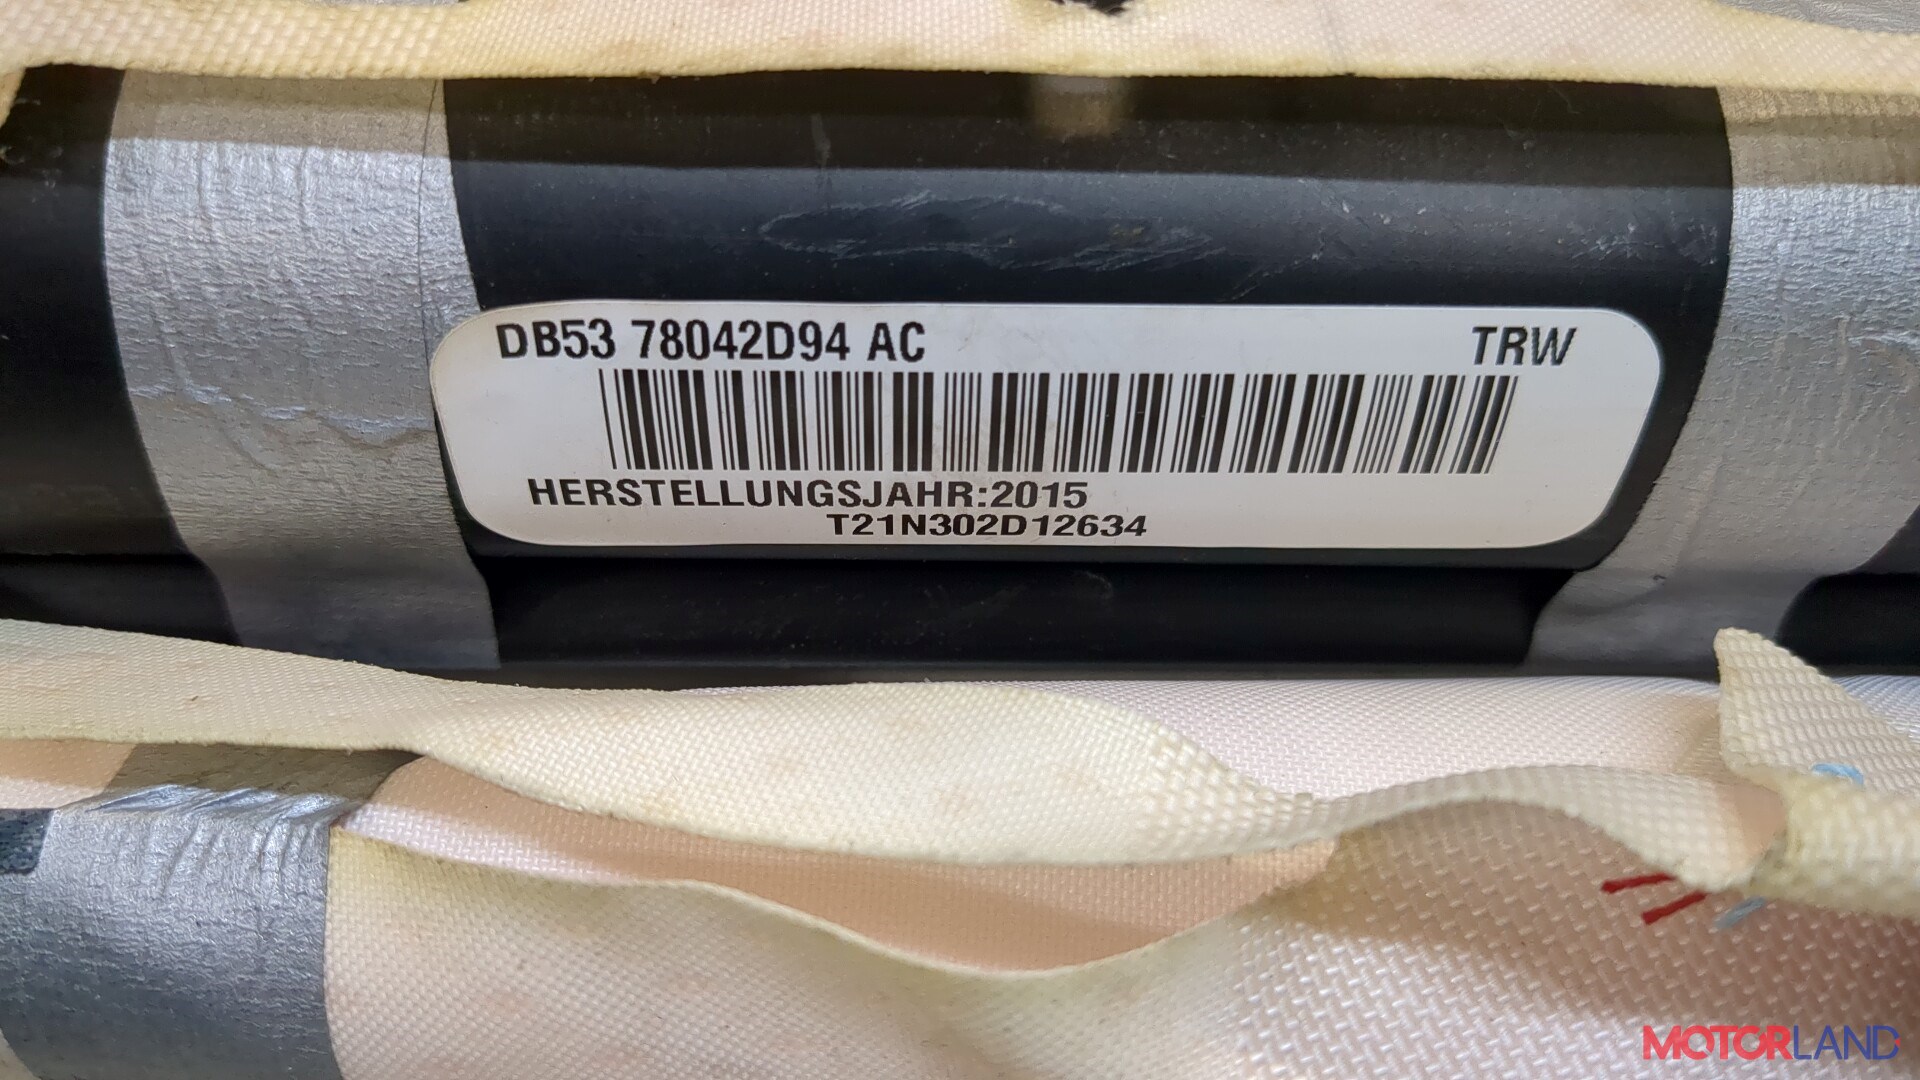 DB53 78042D94 AC TRW
HERSTELLUNGSJAHR:2015
T21N302D12634
MOTORLAND